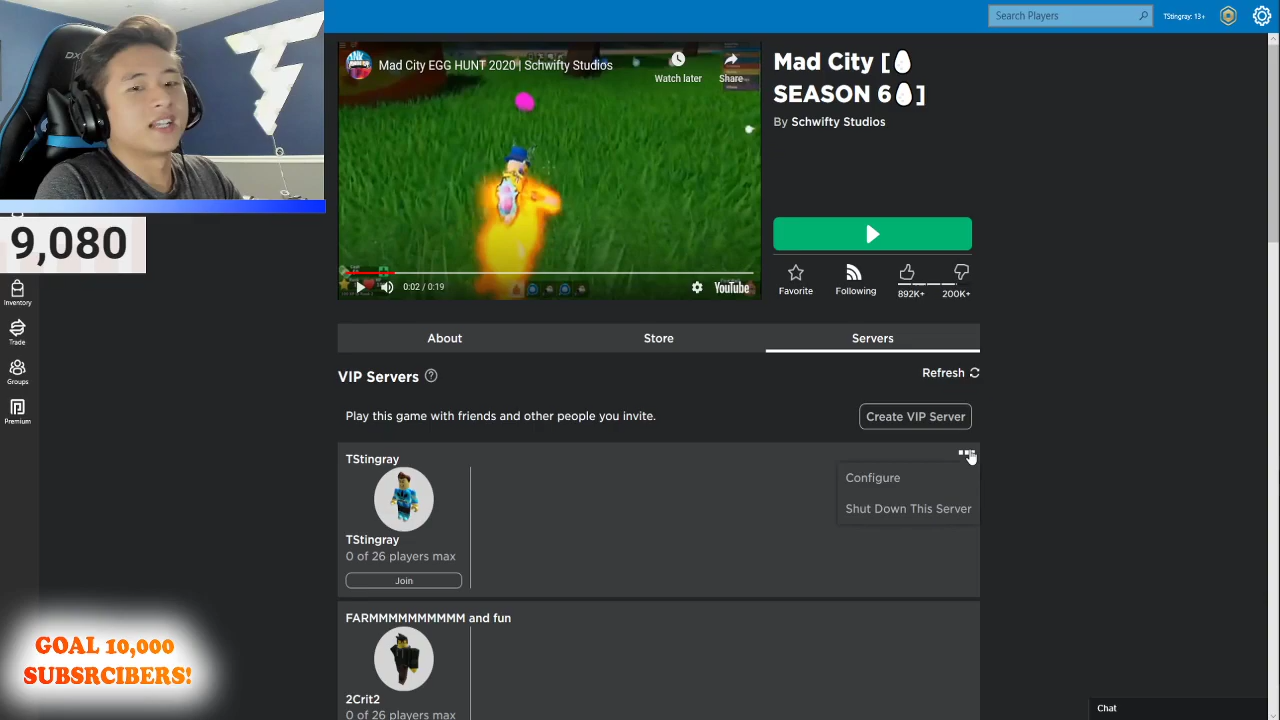 Search Players
TStingray: 13+
Mad City EGG HUNT 2020 | Schwifty Studios
Watch later
Share
Mad City [🥚
SEASON 6🥚]
By Schwifty Studios
9,080
0:02 / 0:19
YouTube
Favorite
Following
892K+
200K+
Inventory
Trade
Groups
Premium
About
Store
Servers
VIP Servers
Refresh
Play this game with friends and other people you invite.
Create VIP Server
TStingray
Configure
Shut Down This Server
TStingray
0 of 26 players max
Join
FARMMMMMMMMMM and fun
2Crit2
0 of 26 players max
GOAL 10,000
SUBSRCIBERS!
Chat